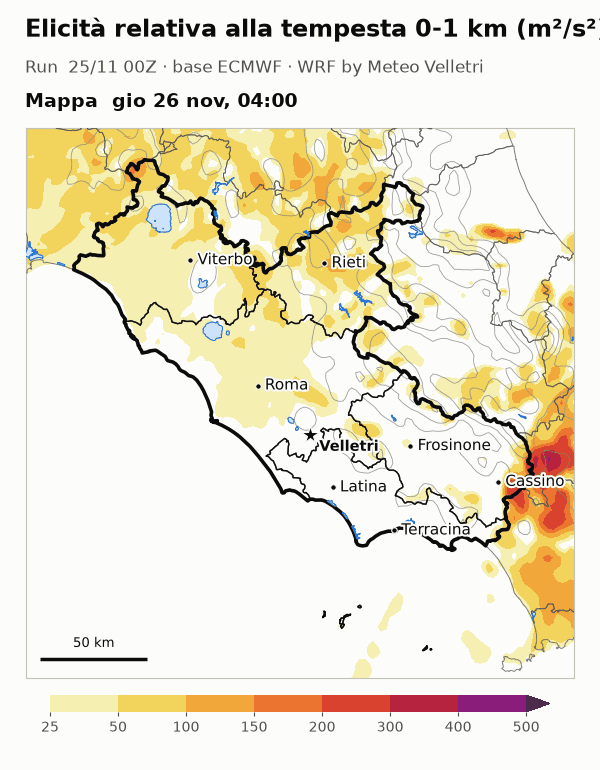 Elicità relativa alla tempesta 0-1 km (m²/s²)
Run 25/11 00Z · base ECMWF · WRF by Meteo Velletri
Mappa gio 26 nov, 04:00
Viterbo
Rieti
Roma
Velletri
Frosinone
Cassino
Latina
Terracina
50 km
25 50 100 150 200 300 400 500